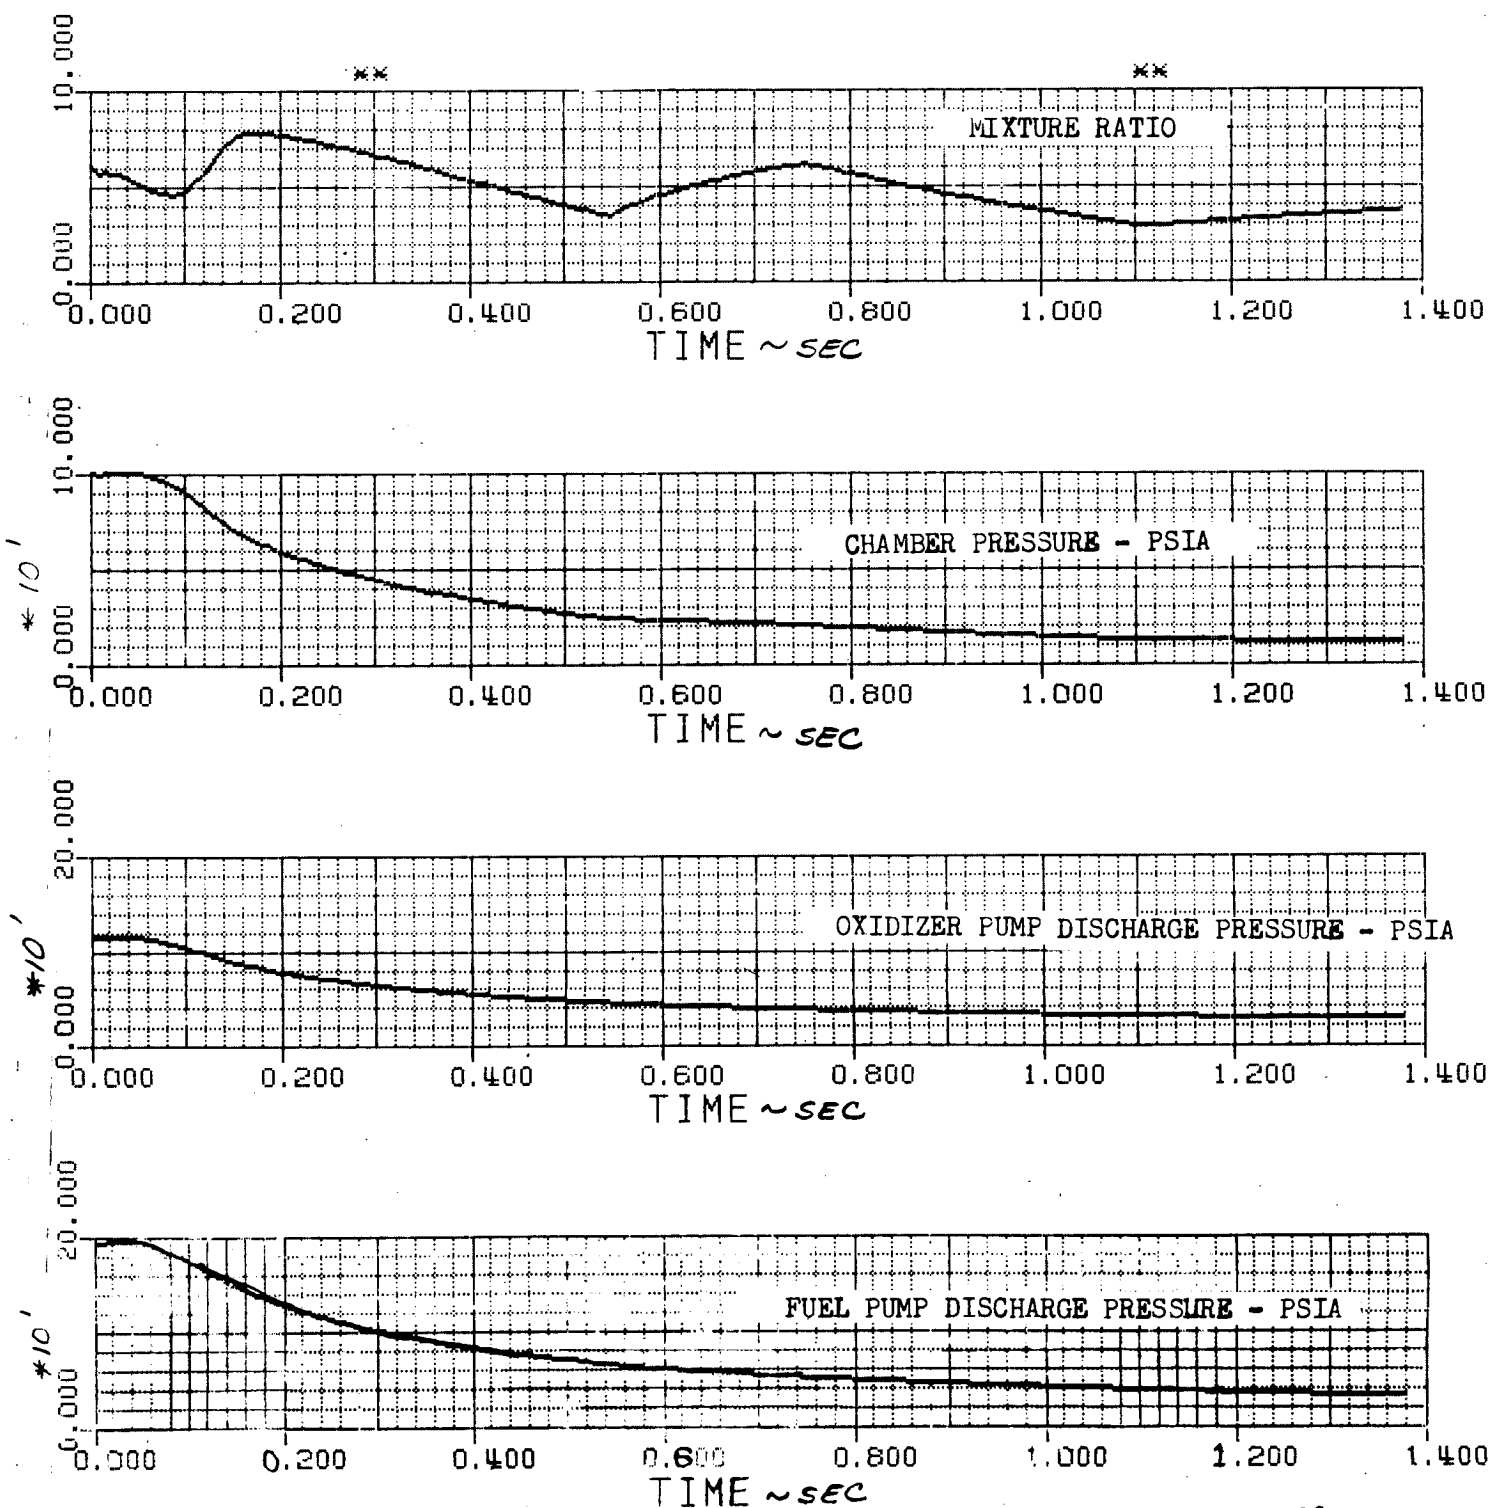 10.000
**
**
MIXTURE RATIO
0.000
0.000 0.200 0.400 0.600 0.800 1.000 1.200 1.400
TIME ~ SEC
10.000
* 10'
CHAMBER PRESSURE - PSIA
0.000
0.000 0.200 0.400 0.600 0.800 1.000 1.200 1.400
TIME ~ SEC
20.000
*10'
OXIDIZER PUMP DISCHARGE PRESSURE - PSIA
0.000
0.000 0.200 0.400 0.600 0.800 1.000 1.200 1.400
TIME ~ SEC
20.000
*10'
FUEL PUMP DISCHARGE PRESSURE - PSIA
0.000
0.000 0.200 0.400 0.600 0.800 1.000 1.200 1.400
TIME ~ SEC